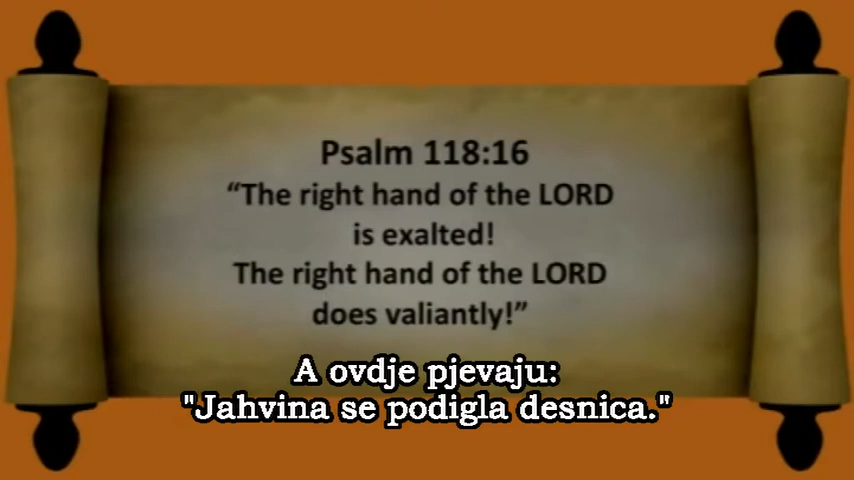 Psalm 118:16
“The right hand of the LORD
is exalted!
The right hand of the LORD
does valiantly!”
A ovdje pjevaju:
"Jahvina se podigla desnica."